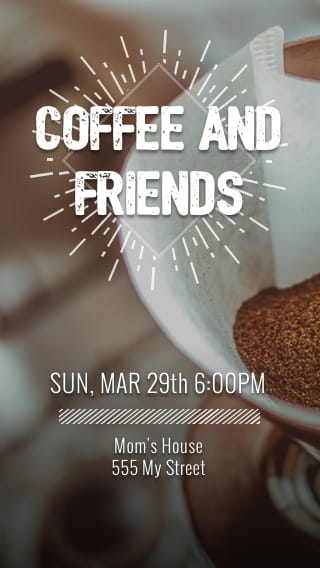 COFFEE AND
FRIENDS
SUN, MAR 29th 6:00PM
Mom's House
555 My Street